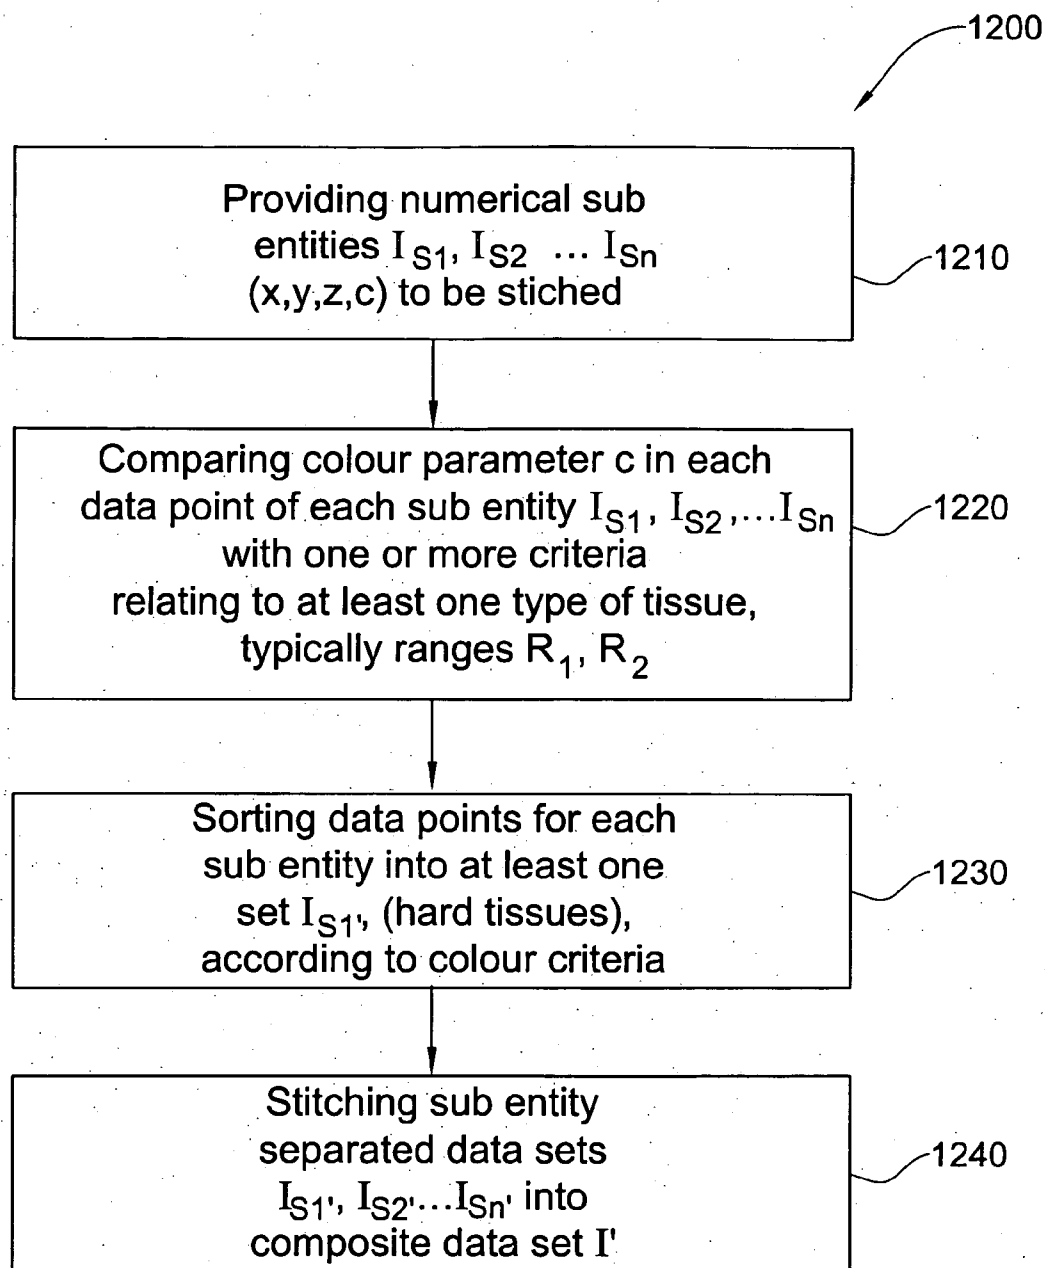 1200
Providing numerical sub
entities I_S1, I_S2 ... I_Sn
(x,y,z,c) to be stiched
1210
Comparing colour parameter c in each
data point of each sub entity I_S1, I_S2,...I_Sn
with one or more criteria
relating to at least one type of tissue,
typically ranges R_1, R_2
1220
Sorting data points for each
sub entity into at least one
set I_S1', (hard tissues),
according to colour criteria
1230
Stitching sub entity
separated data sets
I_S1', I_S2'...I_Sn' into
composite data set I'
1240